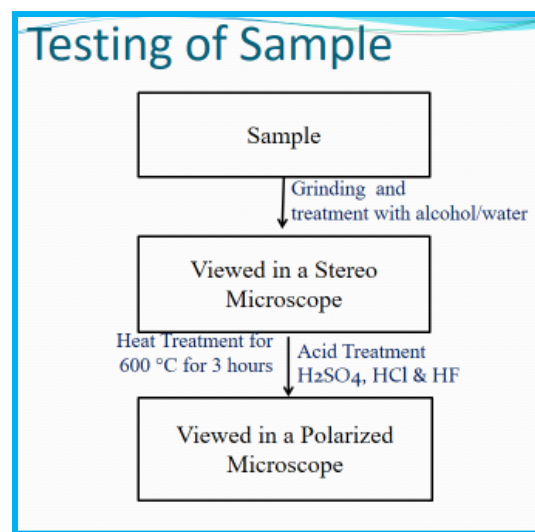 Testing of Sample
Sample
Grinding and
treatment with alcohol/water
Viewed in a Stereo
Microscope
Heat Treatment for
600 °C for 3 hours
Acid Treatment
H2SO4, HCl & HF
Viewed in a Polarized
Microscope